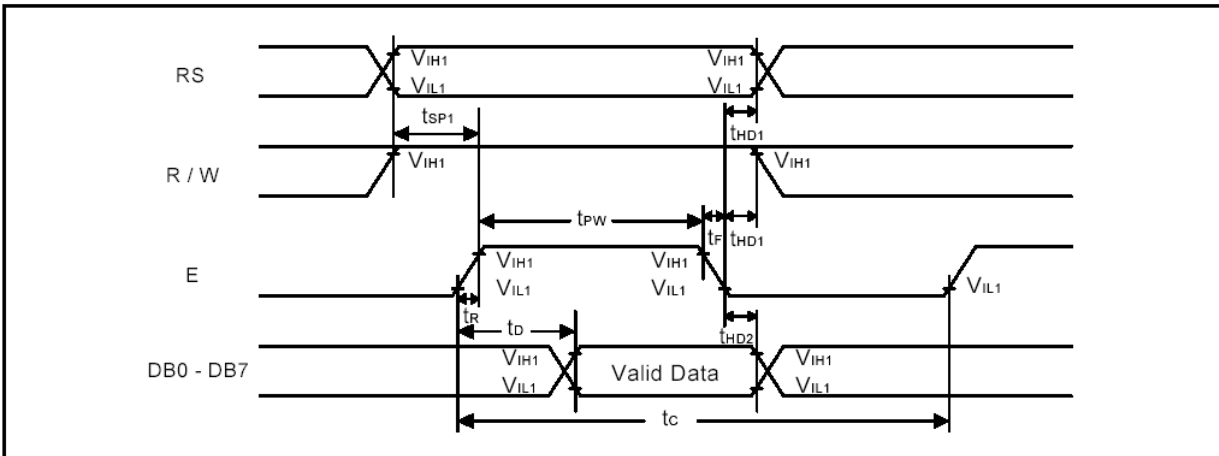 RS
VIH1
VIH1
VIL1
VIL1
tSP1
tHD1
R / W
VIH1
VIH1
tPW
tF
tHD1
E
VIH1
VIH1
VIL1
VIL1
VIL1
tR
tD
tHD2
DB0 - DB7
VIH1
Valid Data
VIH1
VIL1
VIL1
tC